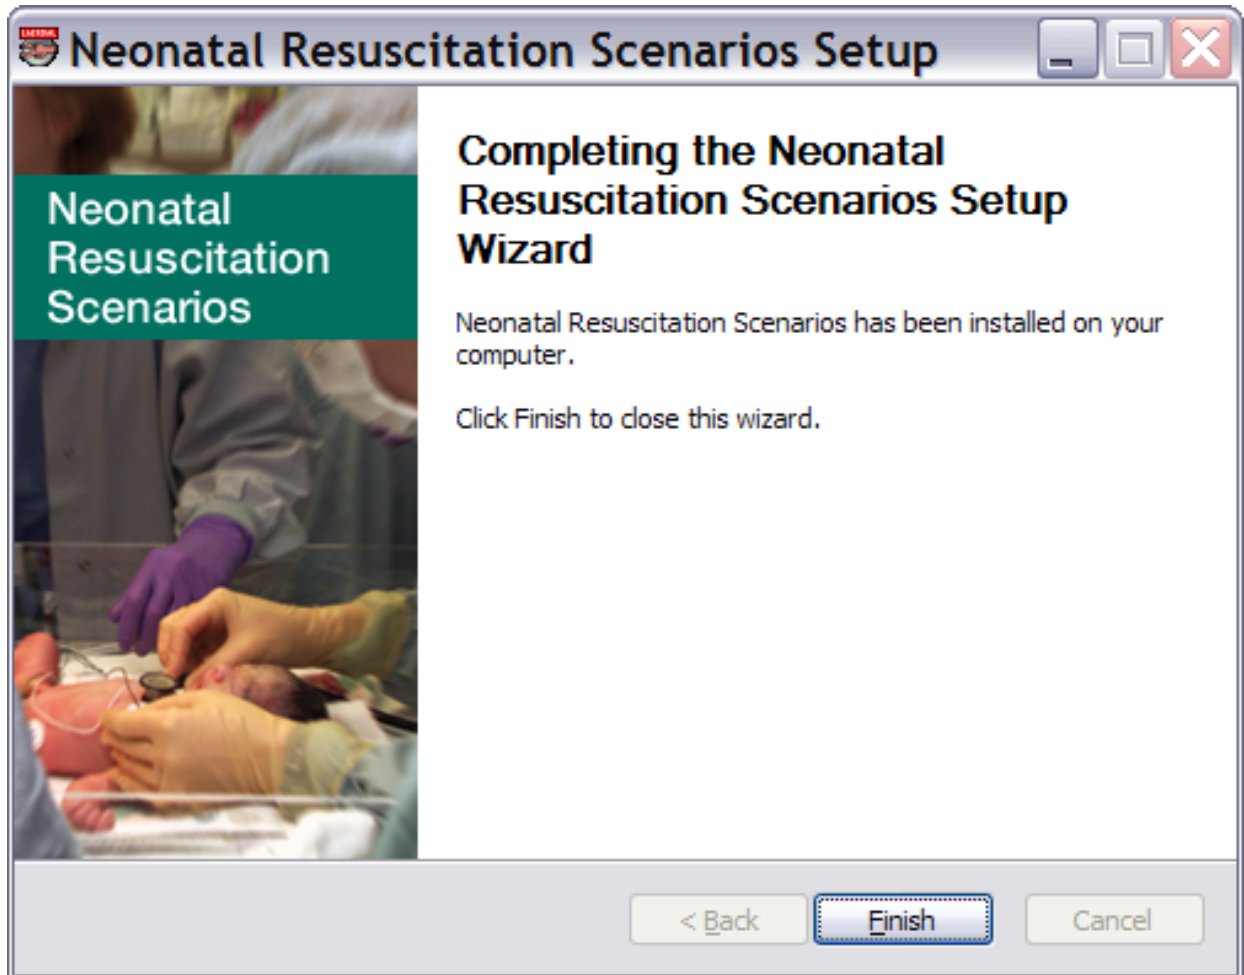 Neonatal Resuscitation Scenarios Setup
Neonatal
Resuscitation
Scenarios
Completing the Neonatal
Resuscitation Scenarios Setup
Wizard
Neonatal Resuscitation Scenarios has been installed on your
computer.
Click Finish to close this wizard.
< Back
Finish
Cancel